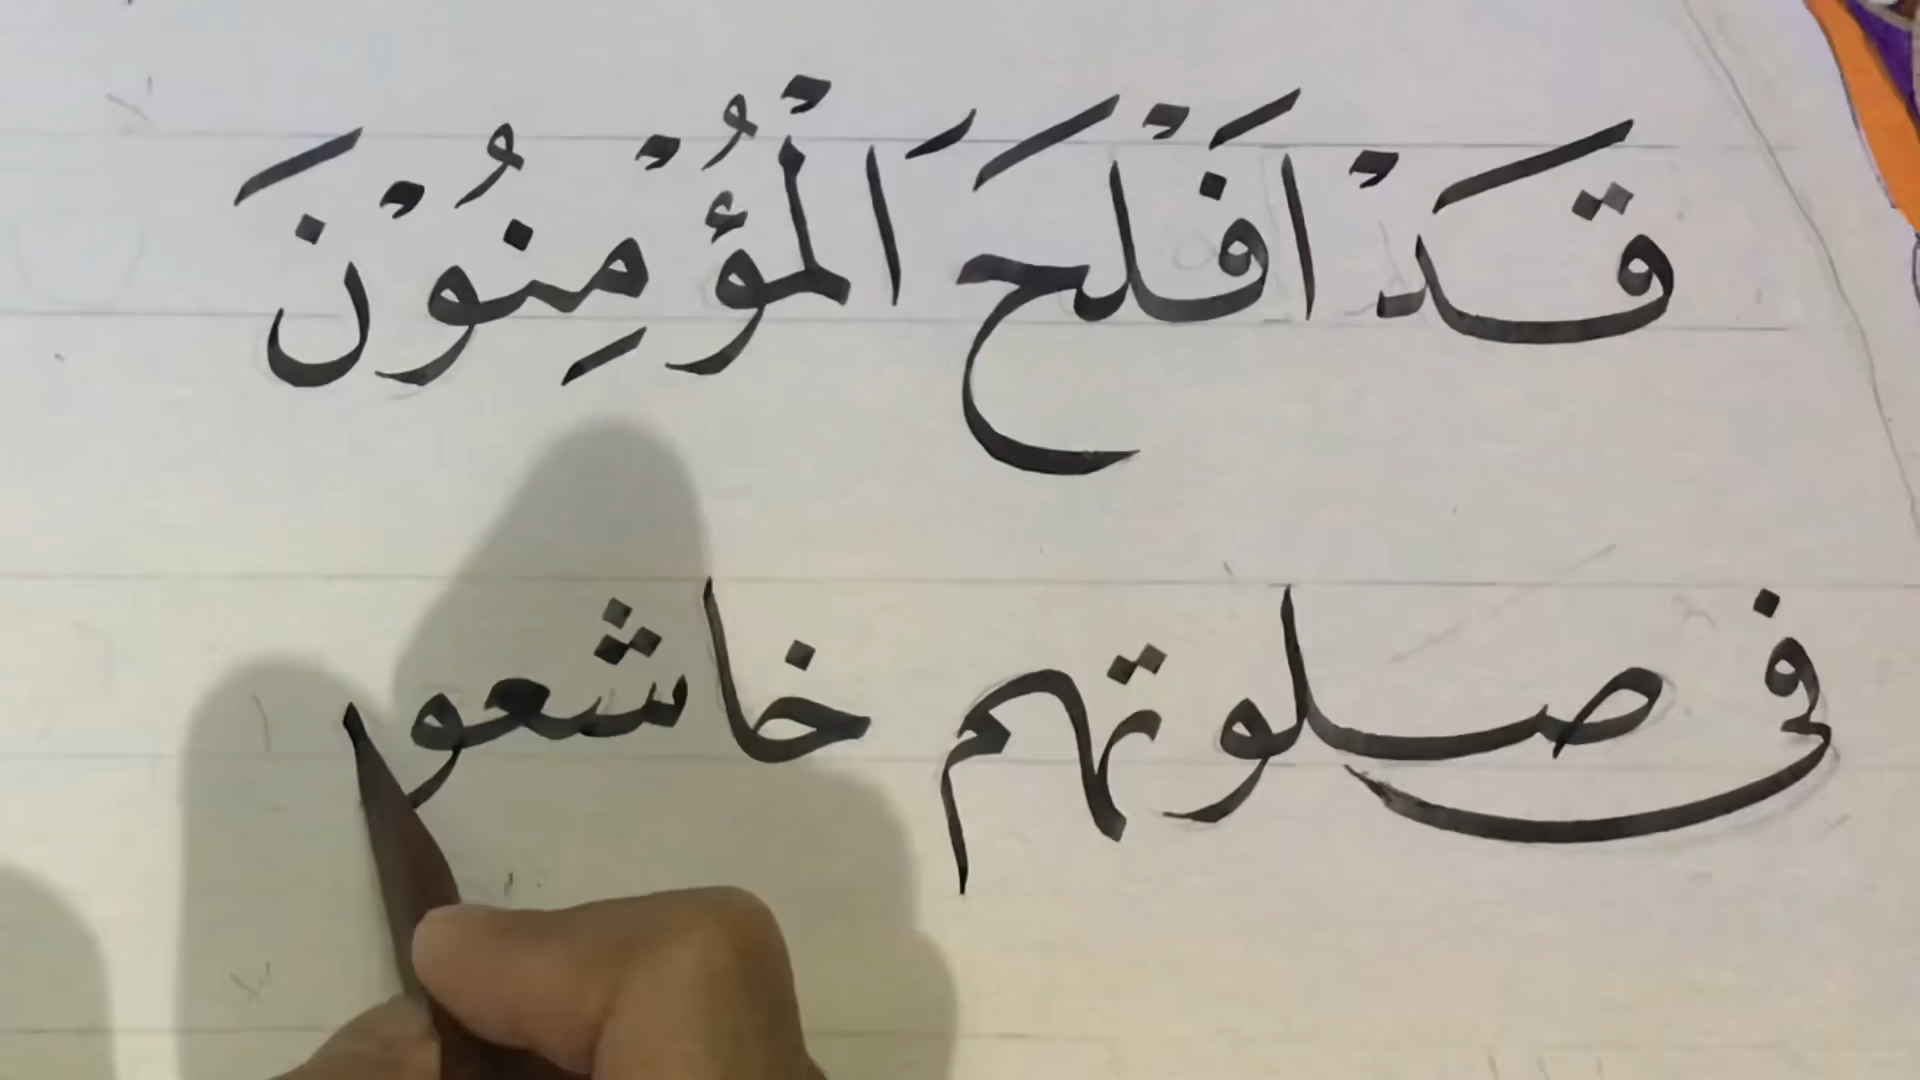 قَدْ اَفْلَحَ الْمُؤْمِنُوْنَ
فى صلوتهم خاشعو